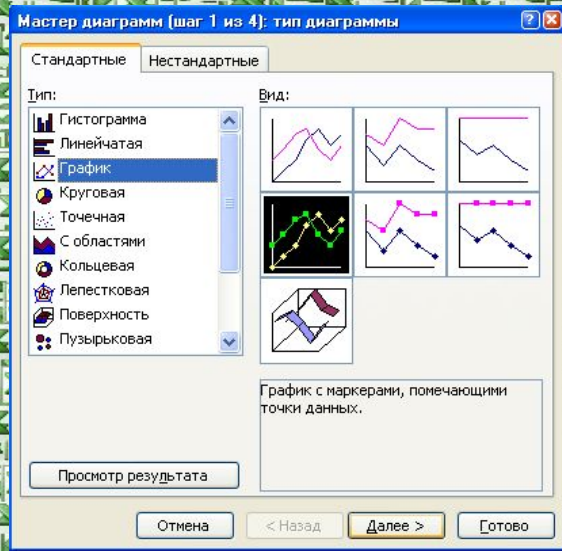 Мастер диаграмм (шаг 1 из 4): тип диаграммы
Стандартные
Нестандартные
Тип:
Гистограмма
Линейчатая
График
Круговая
Точечная
С областями
Кольцевая
Лепестковая
Поверхность
Пузырьковая
Вид:
График с маркерами, помечающими
точки данных.
Просмотр результата
Отмена
< Назад
Далее >
Готово